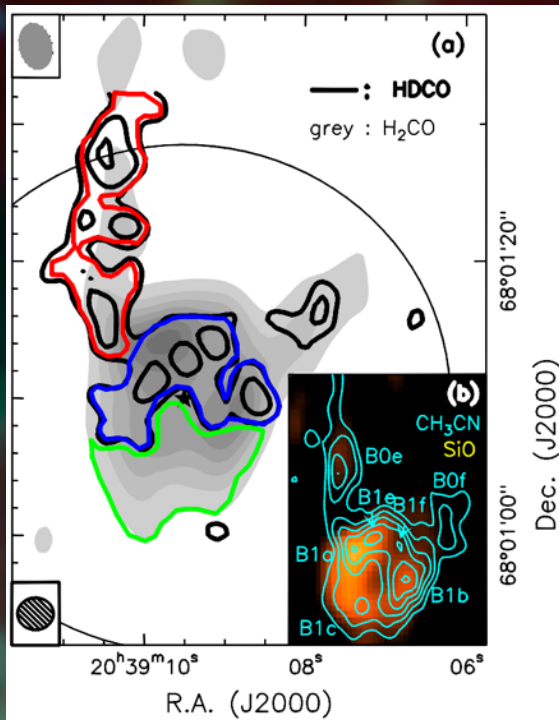 (a)
━ : HDCO
grey : H₂CO
68°01'20''
68°01'00''
Dec. (J2000)
(b)
CH₃CN
SiO
B0e
B0f
B1e
B1f
B1a
B1b
B1c
20ʰ39ᵐ10ˢ
08ˢ
06ˢ
R.A. (J2000)